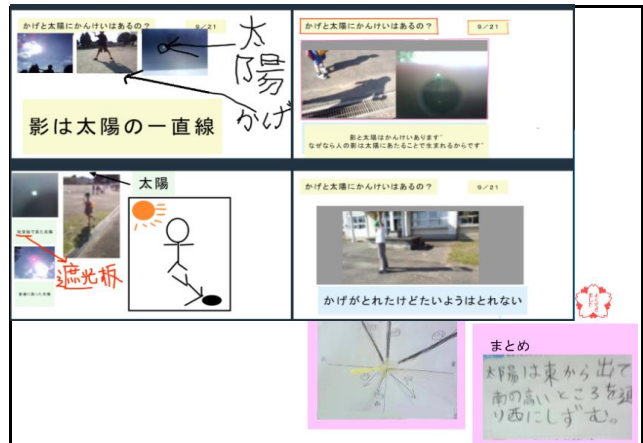 かげと太陽にかんけいはあるの？
9／21
太陽
かげ
影は太陽の一直線
かげと太陽にかんけいはあるの？
9／21
影と太陽はかんけいあります
なぜなら人の影は太陽にあたることで生まれるからです
太陽
遮光板
かげと太陽にかんけいはあるの？
9／21
かげがとれたけどたいようはとれない
まとめ
太陽は東から出て
南の高いところを通
り西にしずむ。